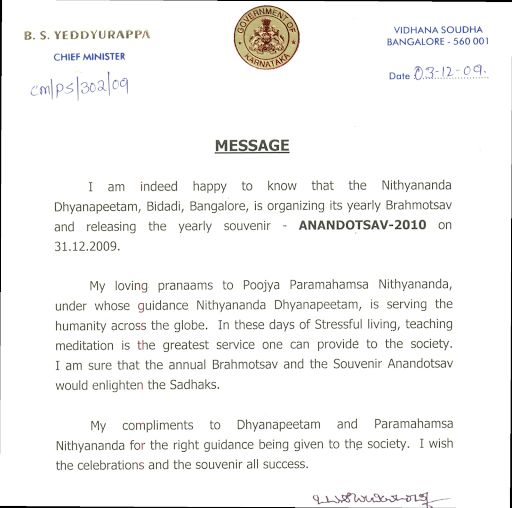 B. S. YEDDYURAPPA
CHIEF MINISTER
CM/PS/302/09
GOVERNMENT OF
KARNATAKA
VIDHANA SOUDHA
BANGALORE - 560 001
Date 03-12-09.
MESSAGE
I am indeed happy to know that the Nithyananda
Dhyanapeetam, Bidadi, Bangalore, is organizing its yearly Brahmotsav
and releasing the yearly souvenir - ANANDOTSAV-2010 on
31.12.2009.
My loving pranaams to Poojya Paramahamsa Nithyananda,
under whose guidance Nithyananda Dhyanapeetam, is serving the
humanity across the globe. In these days of Stressful living, teaching
meditation is the greatest service one can provide to the society.
I am sure that the annual Brahmotsav and the Souvenir Anandotsav
would enlighten the Sadhaks.
My compliments to Dhyanapeetam and Paramahamsa
Nithyananda for the right guidance being given to the society. I wish
the celebrations and the souvenir all success.